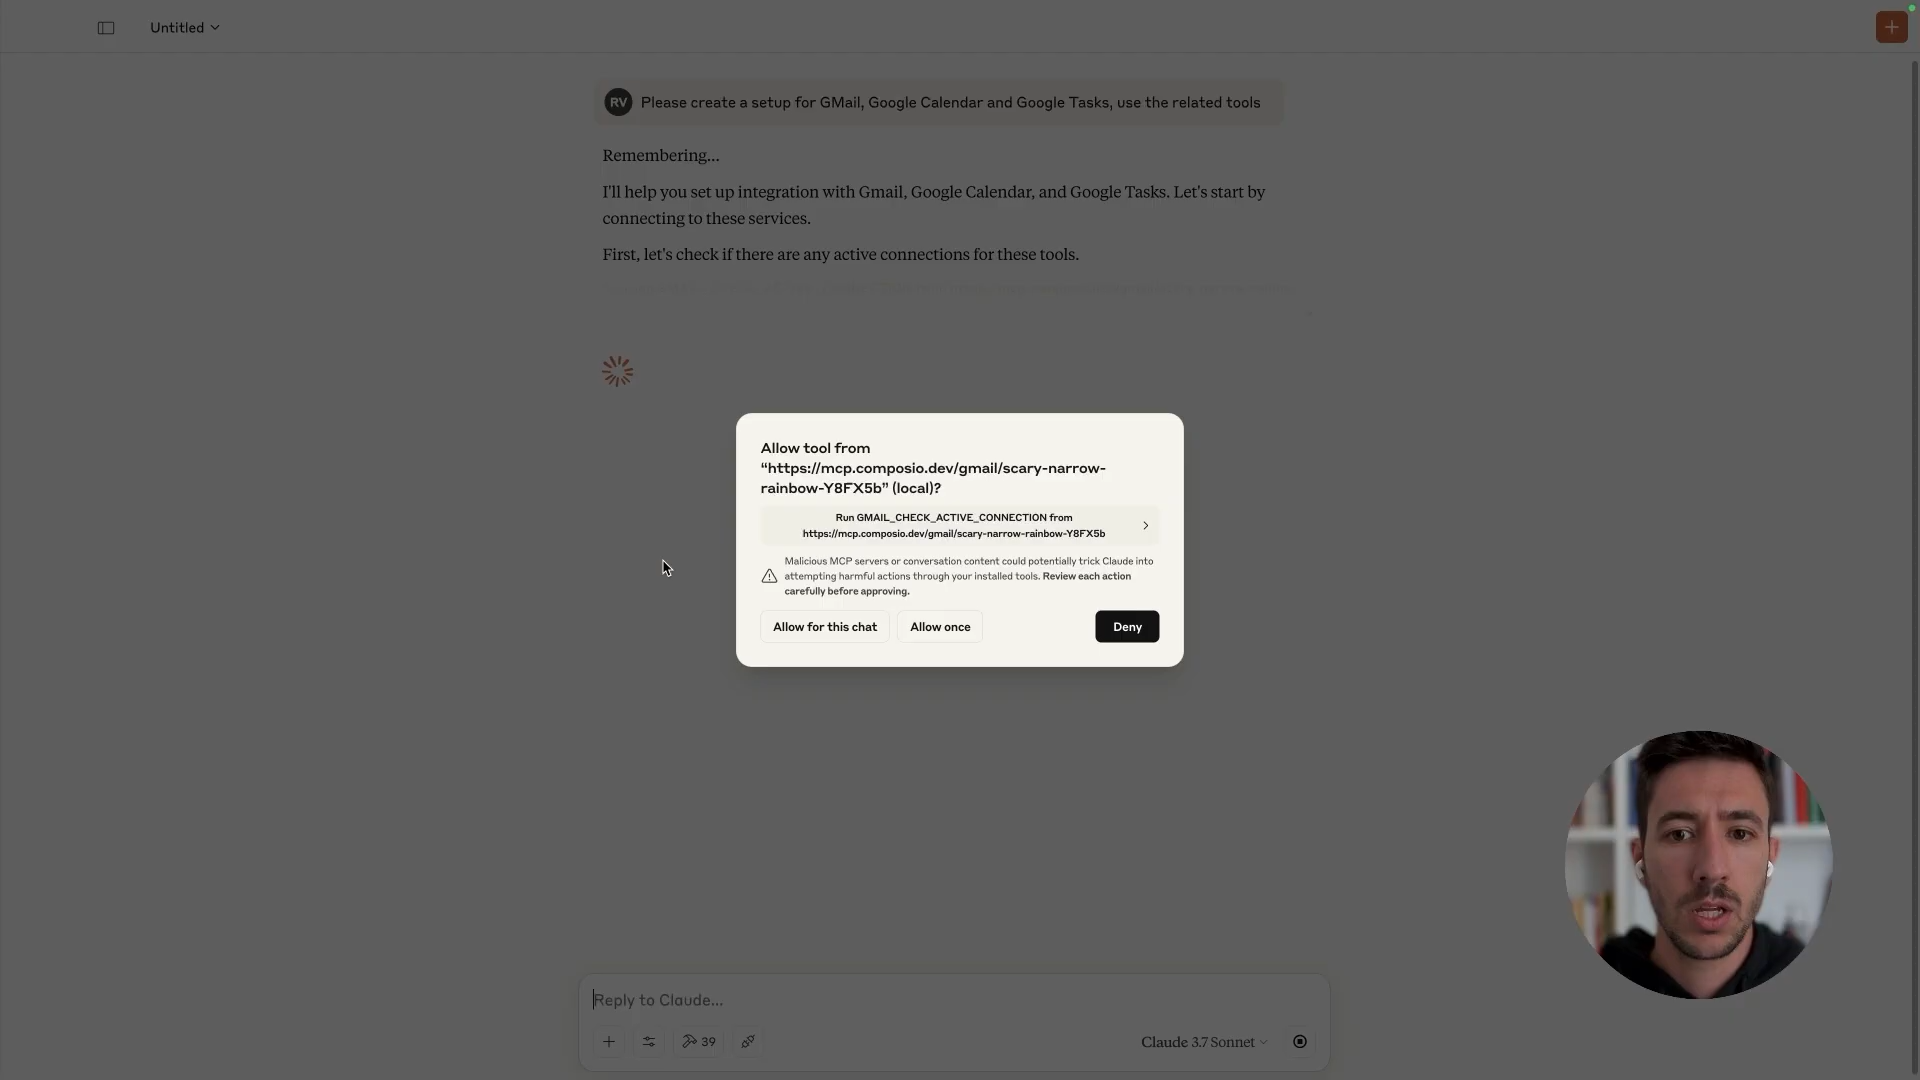 Untitled
RV Please create a setup for GMail, Google Calendar and Google Tasks, use the related tools
Remembering...
I'll help you set up integration with Gmail, Google Calendar, and Google Tasks. Let's start by
connecting to these services.
First, let's check if there are any active connections for these tools.
Allow tool from
“https://mcp.composio.dev/gmail/scary-narrow-
rainbow-Y8FX5b” (local)?
Run GMAIL_CHECK_ACTIVE_CONNECTION from
https://mcp.composio.dev/gmail/scary-narrow-rainbow-Y8FX5b
Malicious MCP servers or conversation content could potentially trick Claude into
attempting harmful actions through your installed tools. Review each action
carefully before approving.
Allow for this chat Allow once Deny
Reply to Claude...
39 Claude 3.7 Sonnet